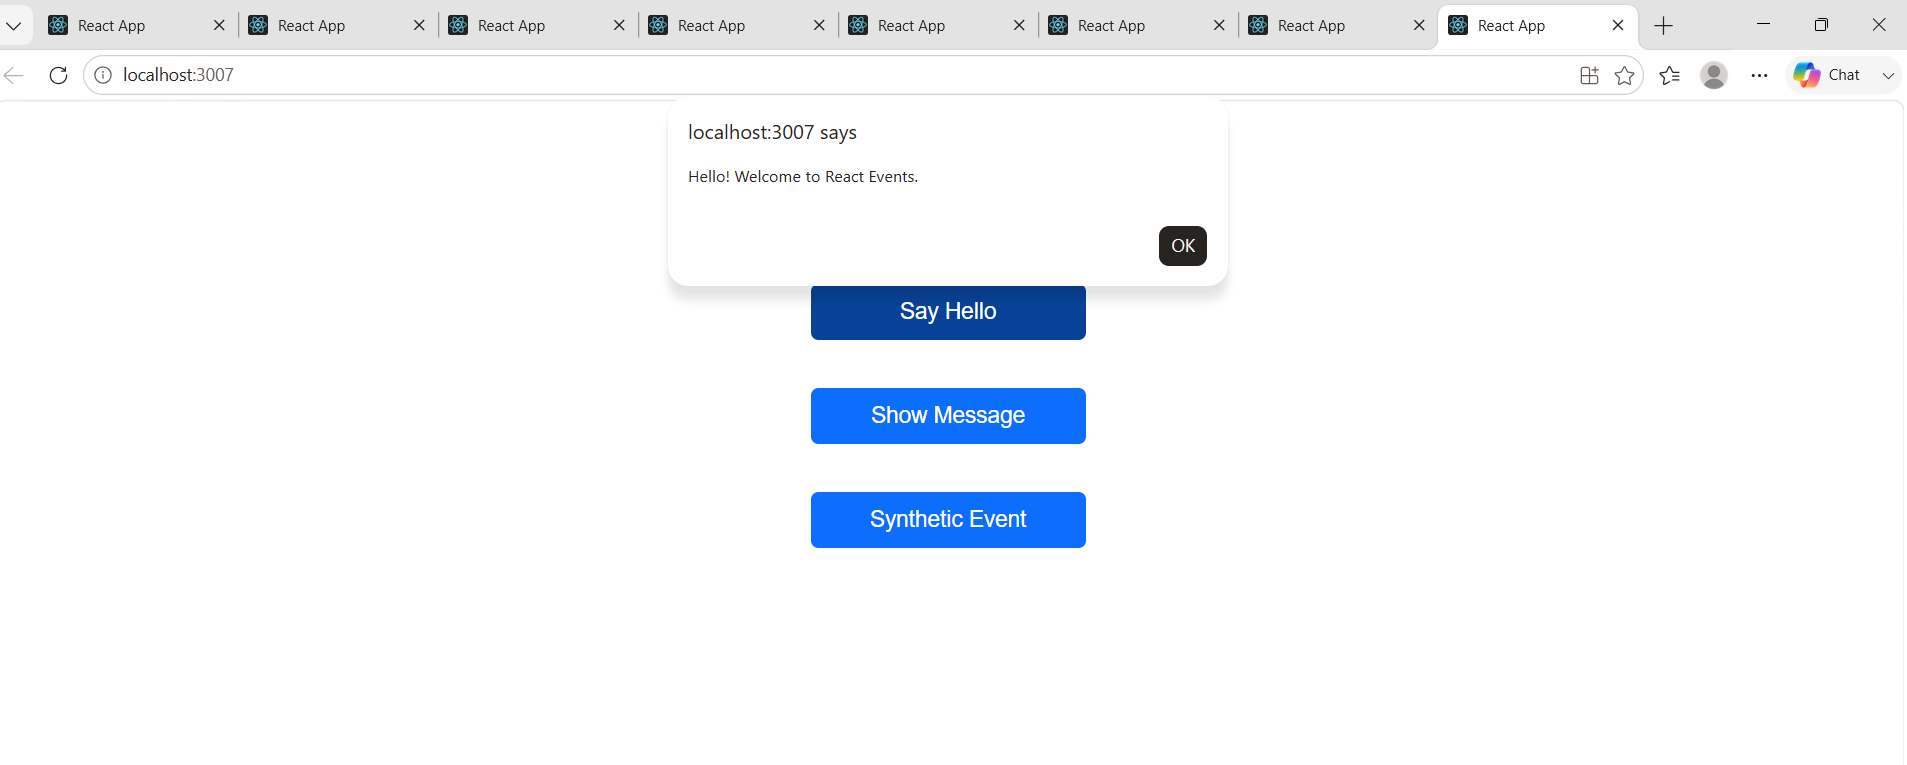 React App React App React App React App React App React App React App React App
localhost:3007
Chat
localhost:3007 says
Hello! Welcome to React Events.
OK
Say Hello
Show Message
Synthetic Event